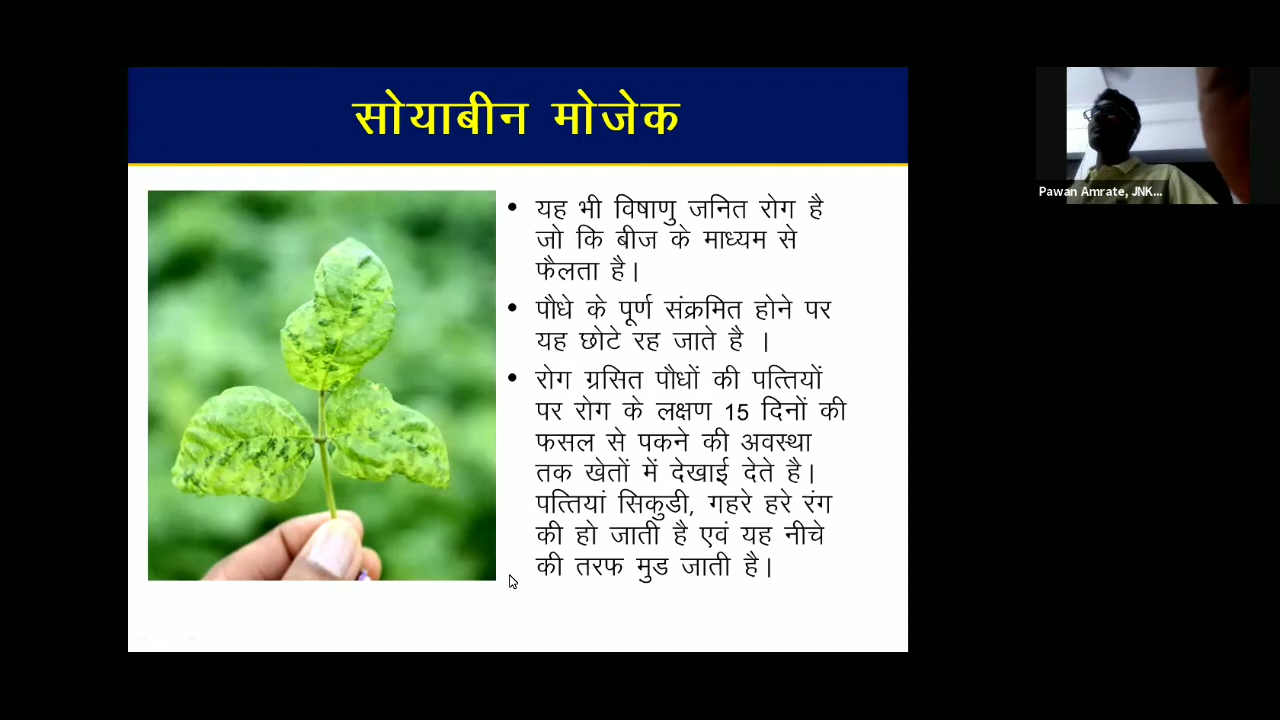 सोयाबीन मोजेक
• यह भी विषाणु जनित रोग है
जो कि बीज के माध्यम से
फैलता है।
• पौधे के पूर्ण संक्रमित होने पर
यह छोटे रह जाते है ।
• रोग ग्रसित पौधों की पत्तियों
पर रोग के लक्षण 15 दिनों की
फसल से पकने की अवस्था
तक खेतों में देखाई देते है।
पत्तियां सिकुडी, गहरे हरे रंग
की हो जाती है एवं यह नीचे
की तरफ मुड जाती है।
Pawan Amrate, JNK...